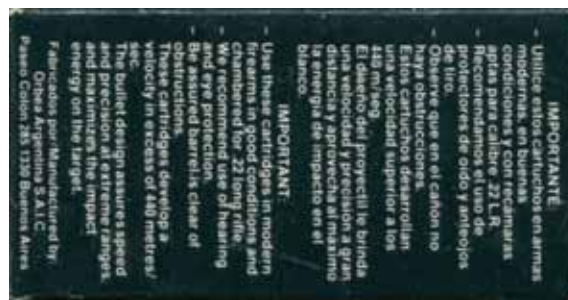 IMPORTANTE
- Utilice estos cartuchos en armas
modernas, en buenas
condiciones y con recámaras
aptas para calibre .22 L.R.
- Recomendamos el uso de
protectores de oído y anteojos
de tiro.
- Observe que en el cañón no
haya obstrucciones.
Estos cartuchos desarrollan
una velocidad superior a los
448 m/seg.
El diseño del proyectil le brinda
una velocidad y precisión a gran
distancia y aprovecha al máximo
la energía de impacto en el
blanco.
IMPORTANT:
- Use those cartridges in modern
firearms in good conditions and
chambered for .22 long rifle.
- We recommend use of hearing
and eye protection.
- Be assured barrel is clear of
obstructions.
These cartridges develop a
velocity in excess of 448 metres/
sec.
The bullet design assures speed
and precision at extreme ranges,
and maximizes the impact
energy on the target.
Fabricados por-Manufactured by:
Orbea Argentina S.A.I.C.
Paseo Colón 285 1330 Buenos Aires